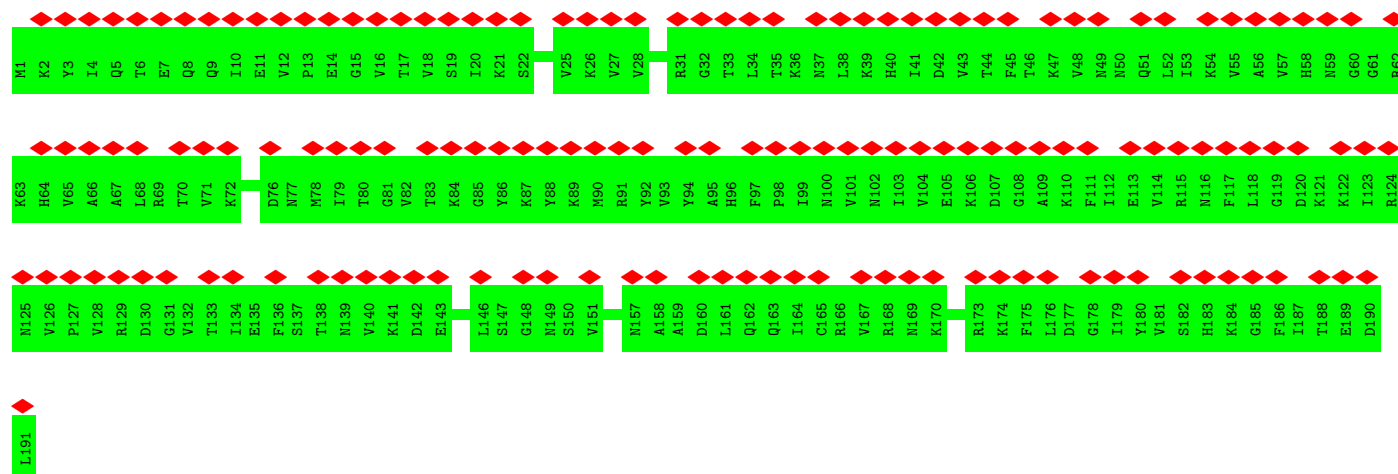 M1 K2 Y3 I4 Q5 T6 E7 Q8 Q9 I10 E11 V12 P13 E14 G15 V16 T17 V18 S19 I20 K21 S22 V25 K26 V27 V28 R31 G32 T33 L34 T35 K36 N37 L38 K39 H40 I41 D42 V43 T44 F45 T46 K47 V48 N49 N50 Q51 L52 I53 K54 V55 A56 V57 H58 N59 G60 G61 R62
K63 H64 V65 A66 A67 L68 R69 T70 V71 K72 D76 N77 M78 I79 T80 G81 V82 T83 K84 G85 Y86 K87 Y88 K89 M90 R91 Y92 V93 Y94 A95 H96 F97 P98 I99 N100 V101 N102 I103 V104 E105 K106 D107 G108 A109 K110 F111 I112 E113 V114 R115 N116 F117 L118 G119 D120 K121 K122 I123 R124
N125 V126 P127 V128 R129 D130 G131 V132 T133 I134 E135 F136 S137 T138 N139 V140 K141 D142 E143 L146 S147 G148 N149 S150 V151 N157 A158 A159 D160 L161 Q162 Q163 I164 C165 R166 V167 R168 N169 K170 R173 K174 F175 L176 D177 G178 I179 Y180 V181 S182 H183 K184 G185 F186 I187 T188 E189 D190
L191